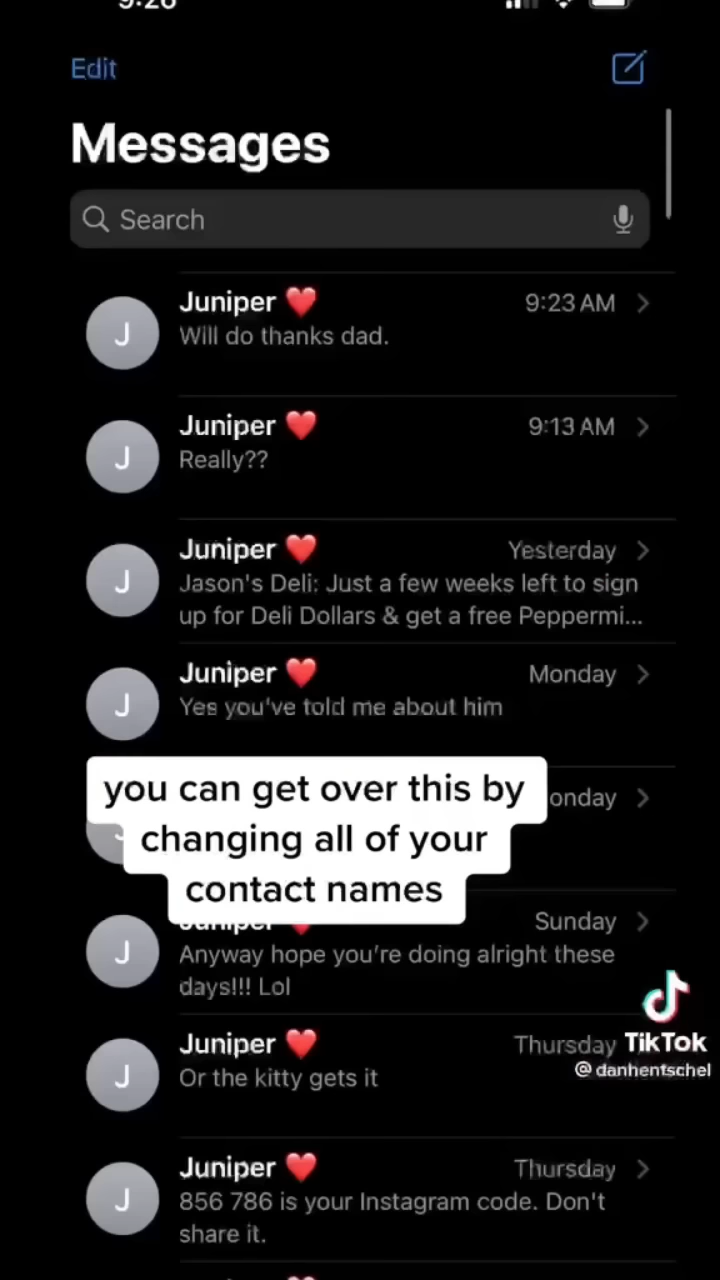 9:26
Edit
Messages
Search
Juniper ❤️ 9:23 AM
J
Will do thanks dad.
Juniper ❤️ 9:13 AM
J
Really??
Juniper ❤️ Yesterday
J
Jason's Deli: Just a few weeks left to sign
up for Deli Dollars & get a free Peppermi...
Juniper ❤️ Monday
J
Yes you've told me about him
you can get over this by
onday
changing all of your
contact names
Juniper ❤️ Sunday
J
Anyway hope you're doing alright these
days!!! Lol
Juniper ❤️ Thursday
J
Or the kitty gets it
TikTok
@danhentschel
Juniper ❤️ Thursday
J
856 786 is your Instagram code. Don't
share it.